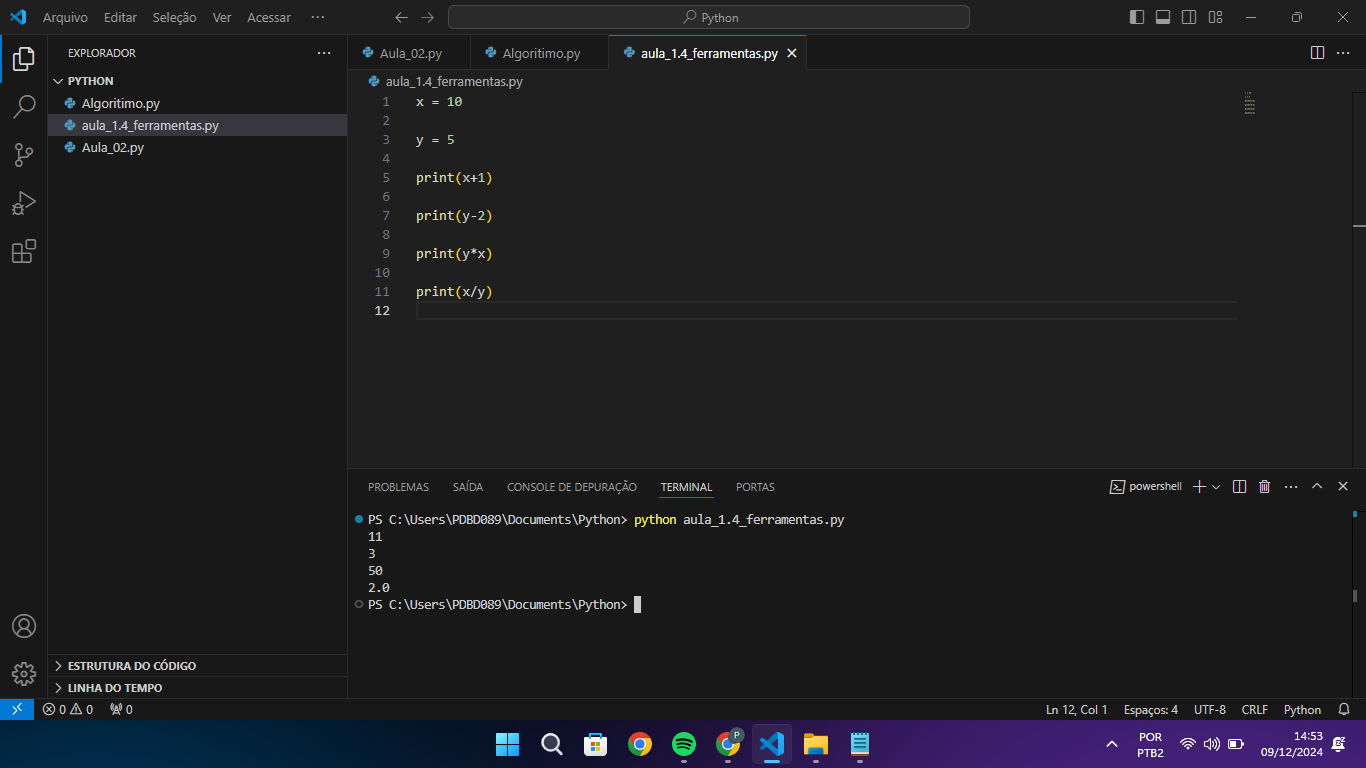 Arquivo Editar Seleção Ver Acessar ··· Python
EXPLORADOR ···
PYTHON
Algoritimo.py
aula_1.4_ferramentas.py
Aula_02.py
ESTRUTURA DO CÓDIGO
LINHA DO TEMPO
Aula_02.py Algoritimo.py aula_1.4_ferramentas.py
aula_1.4_ferramentas.py
1 x = 10
2
3 y = 5
4
5 print(x+1)
6
7 print(y-2)
8
9 print(y*x)
10
11 print(x/y)
12
PROBLEMAS SAÍDA CONSOLE DE DEPURAÇÃO TERMINAL PORTAS powershell
PS C:\Users\PDBD089\Documents\Python> python aula_1.4_ferramentas.py
11
3
50
2.0
PS C:\Users\PDBD089\Documents\Python>
0 0 0 Ln 12, Col 1 Espaços: 4 UTF-8 CRLF Python
P
POR
PTB2
14:53
09/12/2024